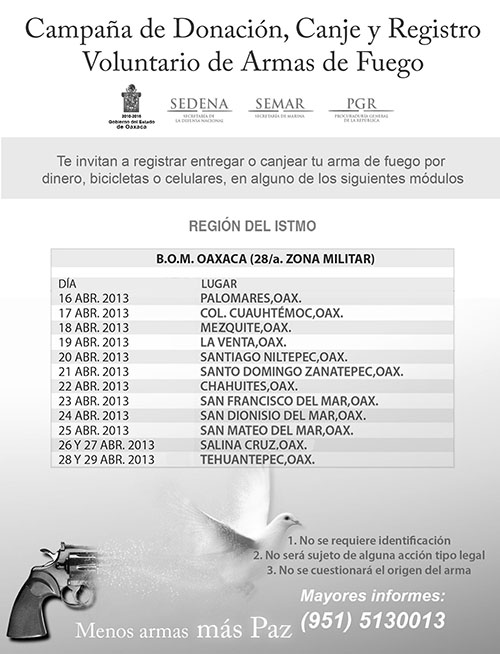 Campaña de Donación, Canje y Registro
Voluntario de Armas de Fuego
2010-2016
Gobierno del Estado
de Oaxaca
SEDENA
SECRETARÍA DE
LA DEFENSA NACIONAL
SEMAR
SECRETARÍA DE MARINA
PGR
PROCURADURÍA GENERAL
DE LA REPÚBLICA
Te invitan a registrar entregar o canjear tu arma de fuego por
dinero, bicicletas o celulares, en alguno de los siguientes módulos
REGIÓN DEL ISTMO
B.O.M. OAXACA (28/a. ZONA MILITAR)
DÍA LUGAR
16 ABR. 2013 PALOMARES,OAX.
17 ABR. 2013 COL. CUAUHTÉMOC,OAX.
18 ABR. 2013 MEZQUITE,OAX.
19 ABR. 2013 LA VENTA,OAX.
20 ABR. 2013 SANTIAGO NILTEPEC,OAX.
21 ABR. 2013 SANTO DOMINGO ZANATEPEC,OAX.
22 ABR. 2013 CHAHUITES,OAX.
23 ABR. 2013 SAN FRANCISCO DEL MAR,OAX.
24 ABR. 2013 SAN DIONISIO DEL MAR,OAX.
25 ABR. 2013 SAN MATEO DEL MAR,OAX.
26 Y 27 ABR. 2013 SALINA CRUZ,OAX.
28 Y 29 ABR. 2013 TEHUANTEPEC,OAX.
1. No se requiere identificación
2. No será sujeto de alguna acción tipo legal
3. No se cuestionará el origen del arma
Mayores informes:
(951) 5130013
Menos armas más Paz